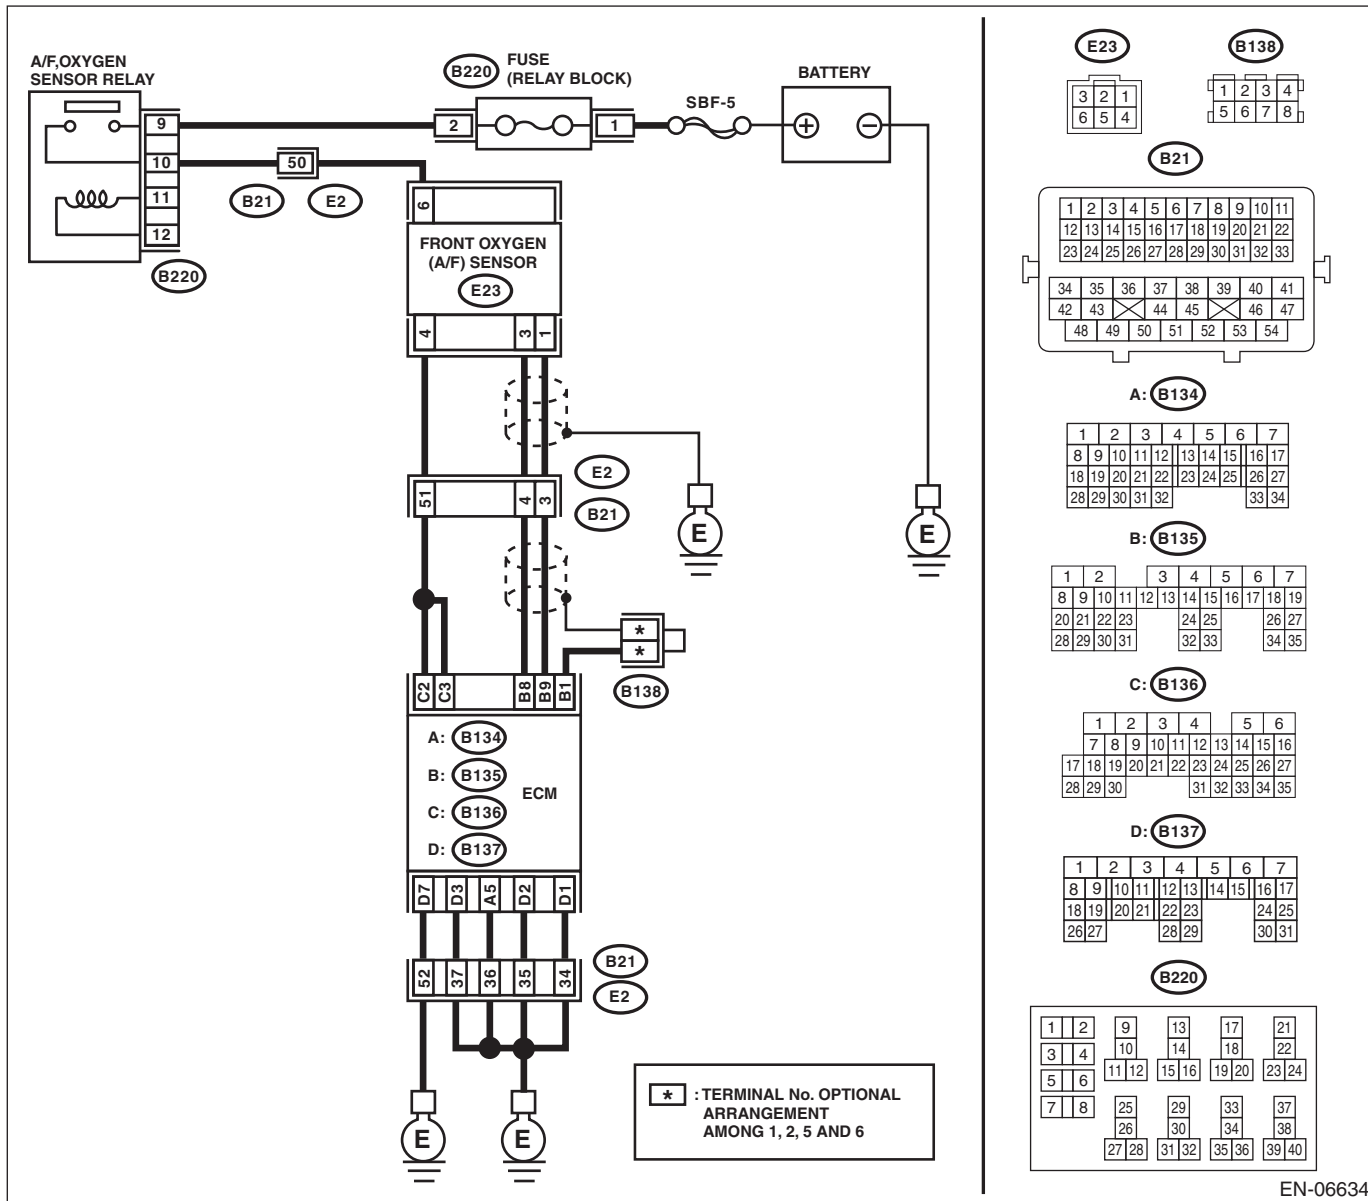 A/F,OXYGEN
SENSOR RELAY
9
10
11
12
B220
B220
FUSE
(RELAY BLOCK)
2
1
SBF-5
BATTERY
+
−
50
B21
E2
6
FRONT OXYGEN
(A/F) SENSOR
E23
4
3
1
E2
B21
51
4
3
E
E
*
*
B138
C2
C3
B8
B9
B1
A: B134
B: B135
C: B136
D: B137
ECM
D7
D3
A5
D2
D1
52
37
36
35
34
B21
E2
E
E
* : TERMINAL No. OPTIONAL
ARRANGEMENT
AMONG 1, 2, 5 AND 6
E23
3 2 1
6 5 4
B138
1 2 3 4
5 6 7 8
B21
1 2 3 4 5 6 7 8 9 10 11
12 13 14 15 16 17 18 19 20 21 22
23 24 25 26 27 28 29 30 31 32 33
34 35 36 37 38 39 40 41
42 43 44 45 46 47
48 49 50 51 52 53 54
A: B134
1 2 3 4 5 6 7
8 9 10 11 12 13 14 15 16 17
18 19 20 21 22 23 24 25 26 27
28 29 30 31 32 33 34
B: B135
1 2 3 4 5 6 7
8 9 10 11 12 13 14 15 16 17 18 19
20 21 22 23 24 25 26 27
28 29 30 31 32 33 34 35
C: B136
1 2 3 4 5 6
7 8 9 10 11 12 13 14 15 16
17 18 19 20 21 22 23 24 25 26 27
28 29 30 31 32 33 34 35
D: B137
1 2 3 4 5 6 7
8 9 10 11 12 13 14 15 16 17
18 19 20 21 22 23 24 25
26 27 28 29 30 31
B220
1 2 9 13 17 21
3 4 10 14 18 22
5 6 11 12 15 16 19 20 23 24
7 8 25 29 33 37
26 30 34 38
27 28 31 32 35 36 39 40
EN-06634